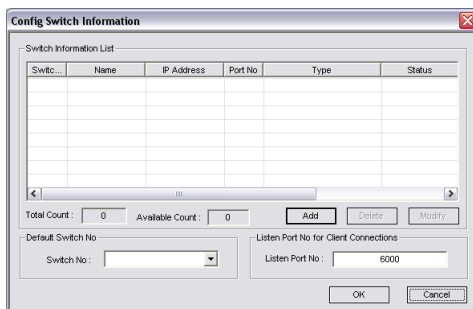 Config Switch Information
Switch Information List
Switc... Name IP Address Port No Type Status
Total Count : 0 Available Count : 0 Add Delete Modify
Default Switch No
Switch No :
Listen Port No for Client Connections
Listen Port No : 6000
OK Cancel